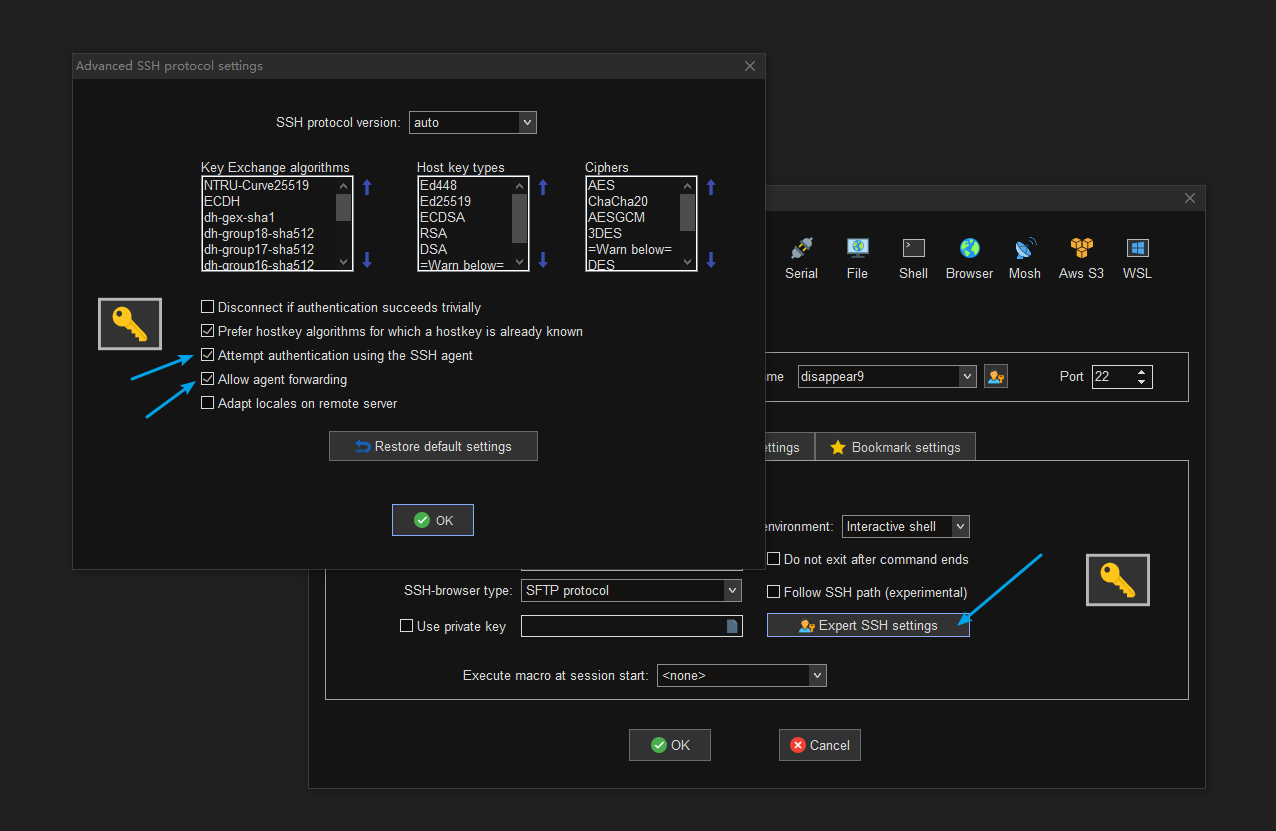 Advanced SSH protocol settings
SSH protocol version: auto
Key Exchange algorithms
NTRU-Curve25519
ECDH
dh-gex-sha1
dh-group18-sha512
dh-group17-sha512
dh-group16-sha512
Host key types
Ed448
Ed25519
ECDSA
RSA
DSA
=Warn below=
Ciphers
AES
ChaCha20
AESGCM
3DES
=Warn below=
DES
Disconnect if authentication succeeds trivially
Prefer hostkey algorithms for which a hostkey is already known
Attempt authentication using the SSH agent
Allow agent forwarding
Adapt locales on remote server
Restore default settings
OK
Serial File Shell Browser Mosh Aws S3 WSL
me disappear9 Port 22
ettings Bookmark settings
environment: Interactive shell
Do not exit after command ends
SSH-browser type: SFTP protocol
Follow SSH path (experimental)
Use private key
Expert SSH settings
Execute macro at session start: <none>
OK Cancel